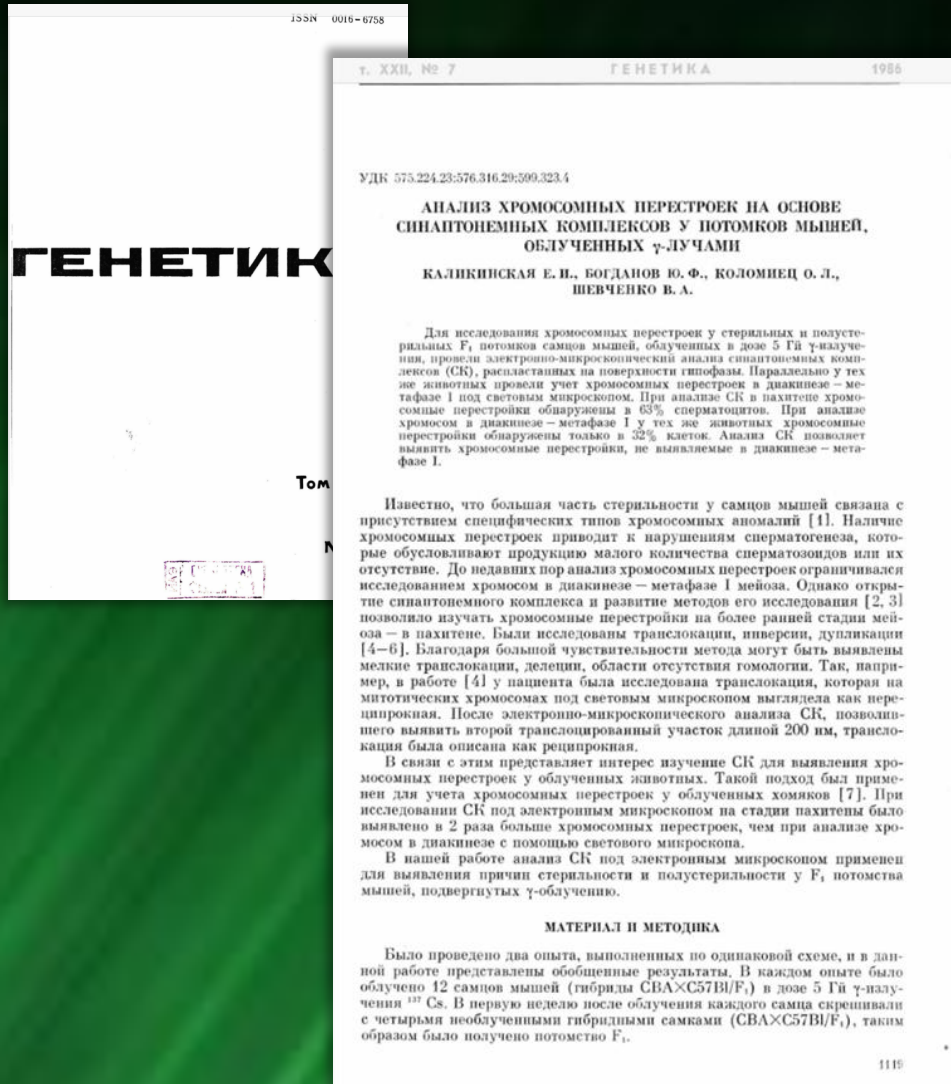 ISSN 0016-6758
ГЕНЕТИК
Том
т. XXII, № 7 ГЕНЕТИКА 1986
УДК 575.224.23:576.316.29:599.323.4
АНАЛИЗ ХРОМОСОМНЫХ ПЕРЕСТРОЕК НА ОСНОВЕ
СИНАПТОНЕМНЫХ КОМПЛЕКСОВ У ПОТОМКОВ МЫШЕЙ,
ОБЛУЧЕННЫХ γ-ЛУЧАМИ
КАЛИКИНСКАЯ Е. И., БОГДАНОВ Ю. Ф., КОЛОМИЕЦ О. Л.,
ШЕВЧЕНКО В. А.
Для исследования хромосомных перестроек у стерильных и полусте-
рильных F₁ потомков самцов мышей, облученных в дозе 5 Гй γ-излуче-
ния, провели электронно-микроскопический анализ синаптонемных комп-
лексов (СК), распластанных на поверхности гипофазы. Параллельно у тех
же животных провели учет хромосомных перестроек в диакинезе – ме-
тафазе I под световым микроскопом. При анализе СК в пахитене хромо-
сомные перестройки обнаружены в 63% сперматоцитов. При анализе
хромосом в диакинезе – метафазе I у тех же животных хромосомные
перестройки обнаружены только в 32% клеток. Анализ СК позволяет
выявить хромосомные перестройки, не выявляемые в диакинезе – мета-
фазе I.
Известно, что большая часть стерильности у самцов мышей связана с
присутствием специфических типов хромосомных аномалий [1]. Наличие
хромосомных перестроек приводит к нарушениям сперматогенеза, кото-
рые обусловливают продукцию малого количества сперматозоидов или их
отсутствие. До недавних пор анализ хромосомных перестроек ограничивался
исследованием хромосом в диакинезе – метафазе I мейоза. Однако откры-
тие синаптонемного комплекса и развитие методов его исследования [2, 3]
позволило изучать хромосомные перестройки на более ранней стадии мей-
оза – в пахитене. Были исследованы транслокации, инверсии, дупликации
[4–6]. Благодаря большой чувствительности метода могут быть выявлены
мелкие транслокации, делеции, области отсутствия гомологии. Так, напри-
мер, в работе [4] у пациента была исследована транслокация, которая на
митотических хромосомах под световым микроскопом выглядела как нере-
ципрокная. После электронно-микроскопического анализа СК, позволив-
шего выявить второй транслоцированный участок длиной 200 нм, трансло-
кация была описана как реципрокная.
В связи с этим представляет интерес изучение СК для выявления хро-
мосомных перестроек у облученных животных. Такой подход был приме-
нен для учета хромосомных перестроек у облученных хомяков [7]. При
исследовании СК под электронным микроскопом на стадии пахитены было
выявлено в 2 раза больше хромосомных перестроек, чем при анализе хро-
мосом в диакинезе с помощью светового микроскопа.
В нашей работе анализ СК под электронным микроскопом применен
для выявления причин стерильности и полустерильности у F₁ потомства
мышей, подвергнутых γ-облучению.
МАТЕРИАЛ И МЕТОДИКА
Было проведено два опыта, выполненных по одинаковой схеме, и в дан-
ной работе представлены обобщенные результаты. В каждом опыте было
облучено 12 самцов мышей (гибриды CBA×C57Bl/F₁) в дозе 5 Гй γ-излу-
чения ¹³⁷ Cs. В первую неделю после облучения каждого самца скрещивали
с четырьмя необлученными гибридными самками (CBA×C57Bl/F₁), таким
образом было получено потомство F₁.
1119